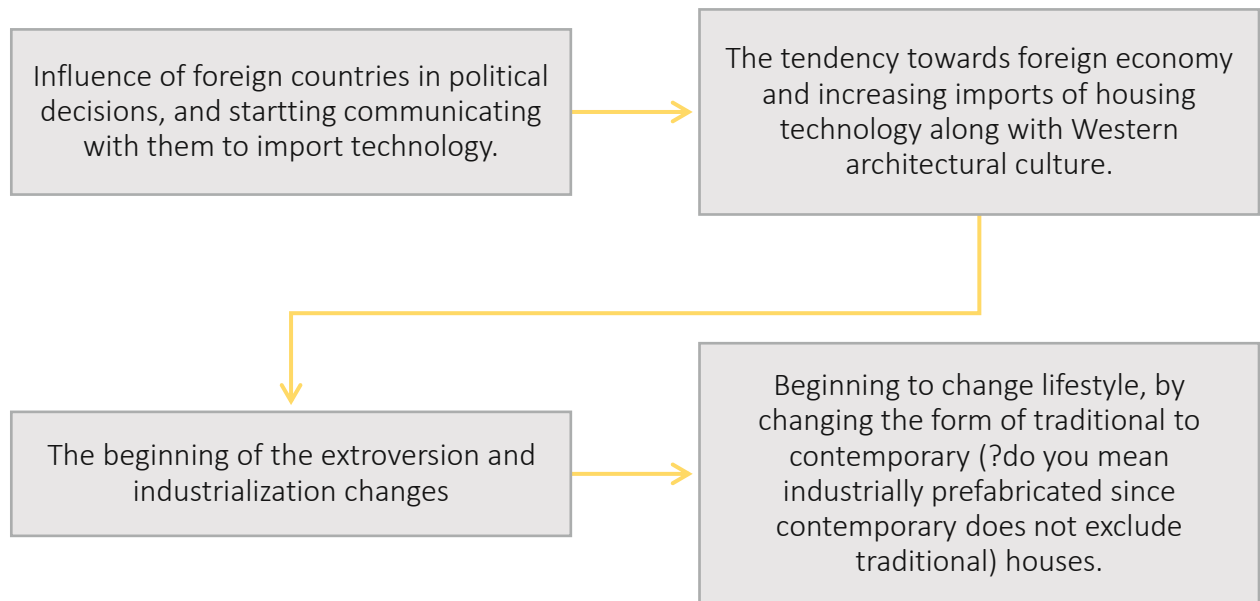 Influence of foreign countries in political
decisions, and startting communicating
with them to import technology.
The tendency towards foreign economy
and increasing imports of housing
technology along with Western
architectural culture.
The beginning of the extroversion and
industrialization changes
Beginning to change lifestyle, by
changing the form of traditional to
contemporary (?do you mean
industrially prefabricated since
contemporary does not exclude
traditional) houses.